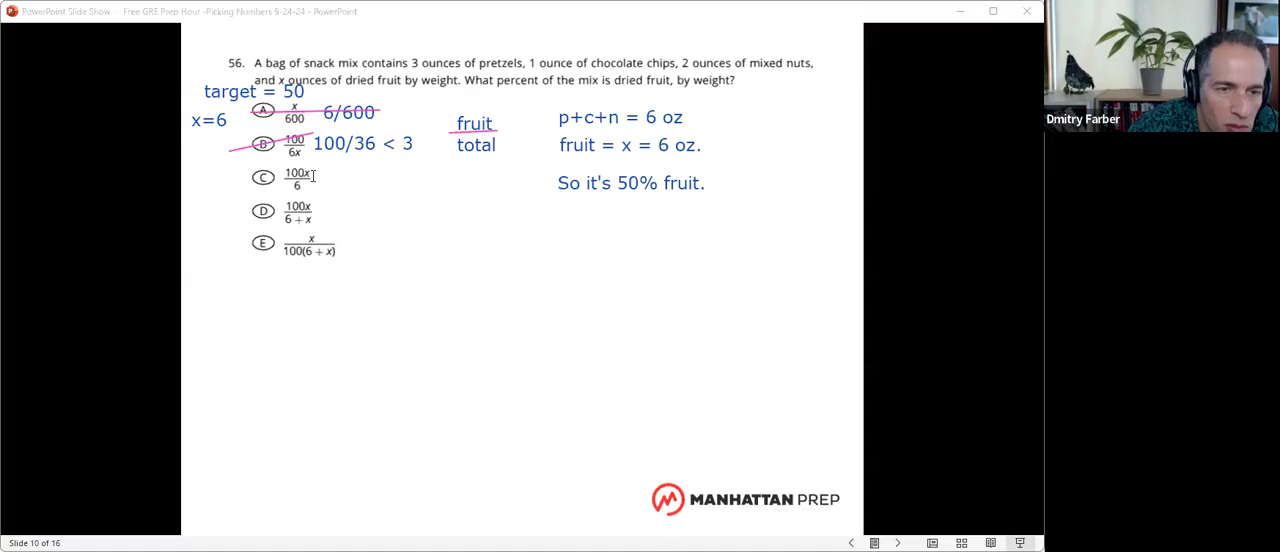 PowerPoint Slide Show - Free GRE Prep Hour -Picking Numbers 9-24-24 - PowerPoint
56. A bag of snack mix contains 3 ounces of pretzels, 1 ounce of chocolate chips, 2 ounces of mixed nuts,
and x ounces of dried fruit by weight. What percent of the mix is dried fruit, by weight?
target = 50
x=6
A x/600 6/600
B 100/6x 100/36 < 3
C 100x/6
D 100x/6 + x
E x/100(6 + x)
fruit
total
p+c+n = 6 oz
fruit = x = 6 oz.
So it's 50% fruit.
MANHATTAN PREP
Dmitry Farber
Slide 10 of 16